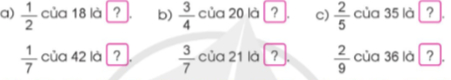 a) 1/2 của 18 là ?. b) 3/4 của 20 là ?. c) 2/5 của 35 là ?.
1/7 của 42 là ?. 3/7 của 21 là ?. 2/9 của 36 là ?.